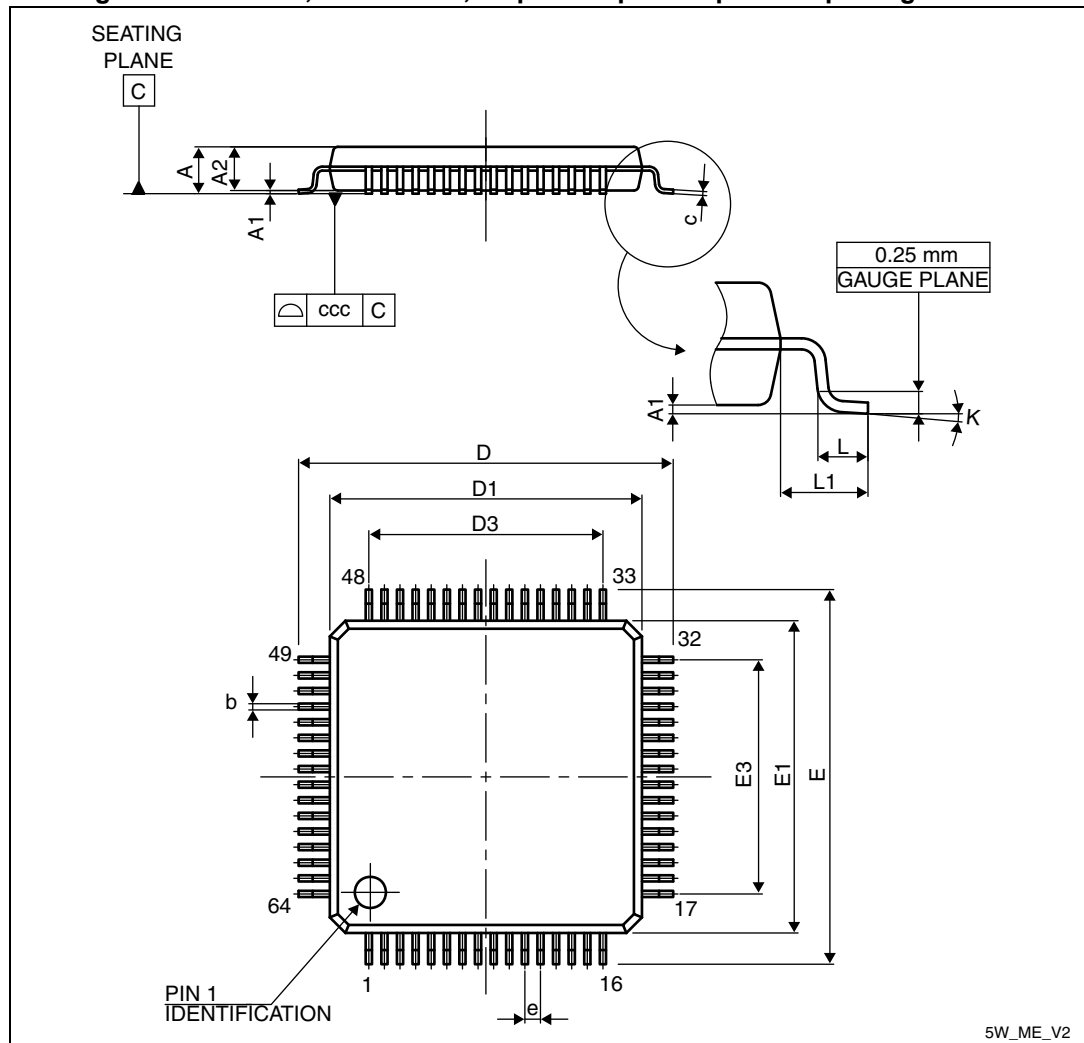 SEATING
PLANE
C
A
A2
A1
c
ccc C
0.25 mm
GAUGE PLANE
A1
K
L
L1
D
D1
D3
48
33
49
32
b
E3
E1
E
64
17
PIN 1
IDENTIFICATION
1
16
e
5W_ME_V2